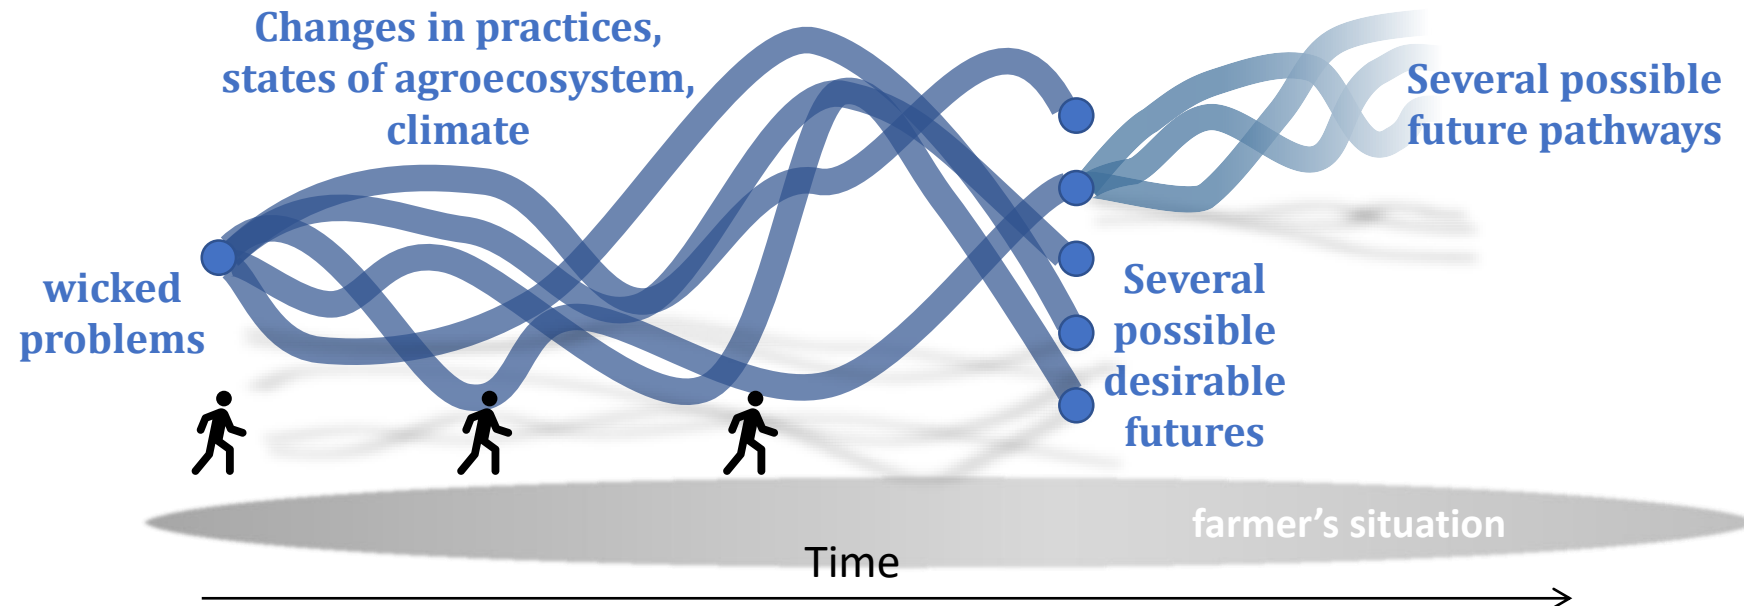 Changes in practices,
states of agroecosystem,
climate
Several possible
future pathways
wicked
problems
Several
possible
desirable
futures
farmer's situation
Time